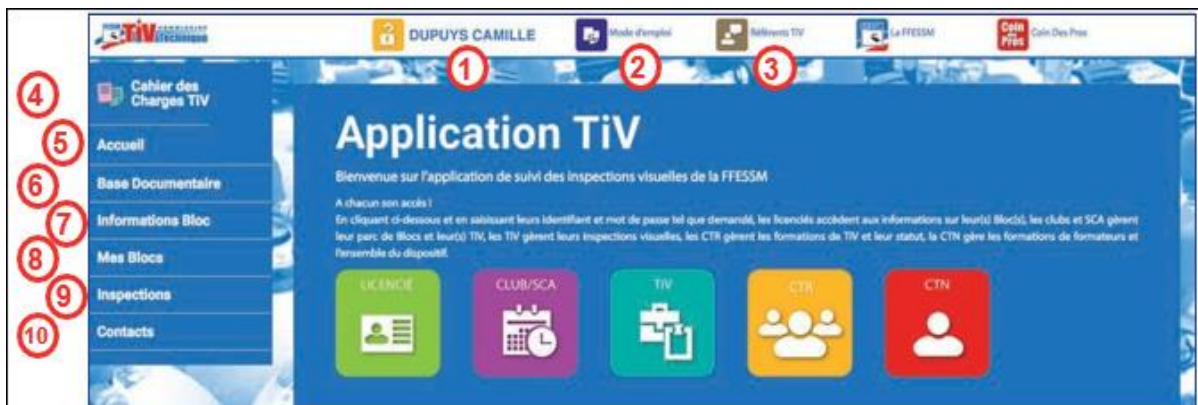 TiV COMMISSION Technique
DUPUYS CAMILLE
Mode d'emploi
Référents TIV
La FFESSM
Coin des Pros
Coin Des Pros
1
2
3
4
Cahier des
Charges TIV
5
Accueil
6
Base Documentaire
7
Informations Bloc
8
Mes Blocs
9
Inspections
10
Contacts
Application TiV
Bienvenue sur l'application de suivi des inspections visuelles de la FFESSM
A chacun son accès !
En cliquant ci-dessous et en saisissant leurs identifiant et mot de passe tel que demandé, les licenciés accèdent aux informations sur leur(s) Bloc(s), les clubs et SCA gèrent
leur parc de Blocs et leur(s) TIV, les TIV gèrent leurs inspections visuelles, les CTR gèrent les formations de TIV et leur statut, la CTN gère les formations de formateurs et
l'ensemble du dispositif.
LICENCIE
CLUB/SCA
TIV
CTR
CTN